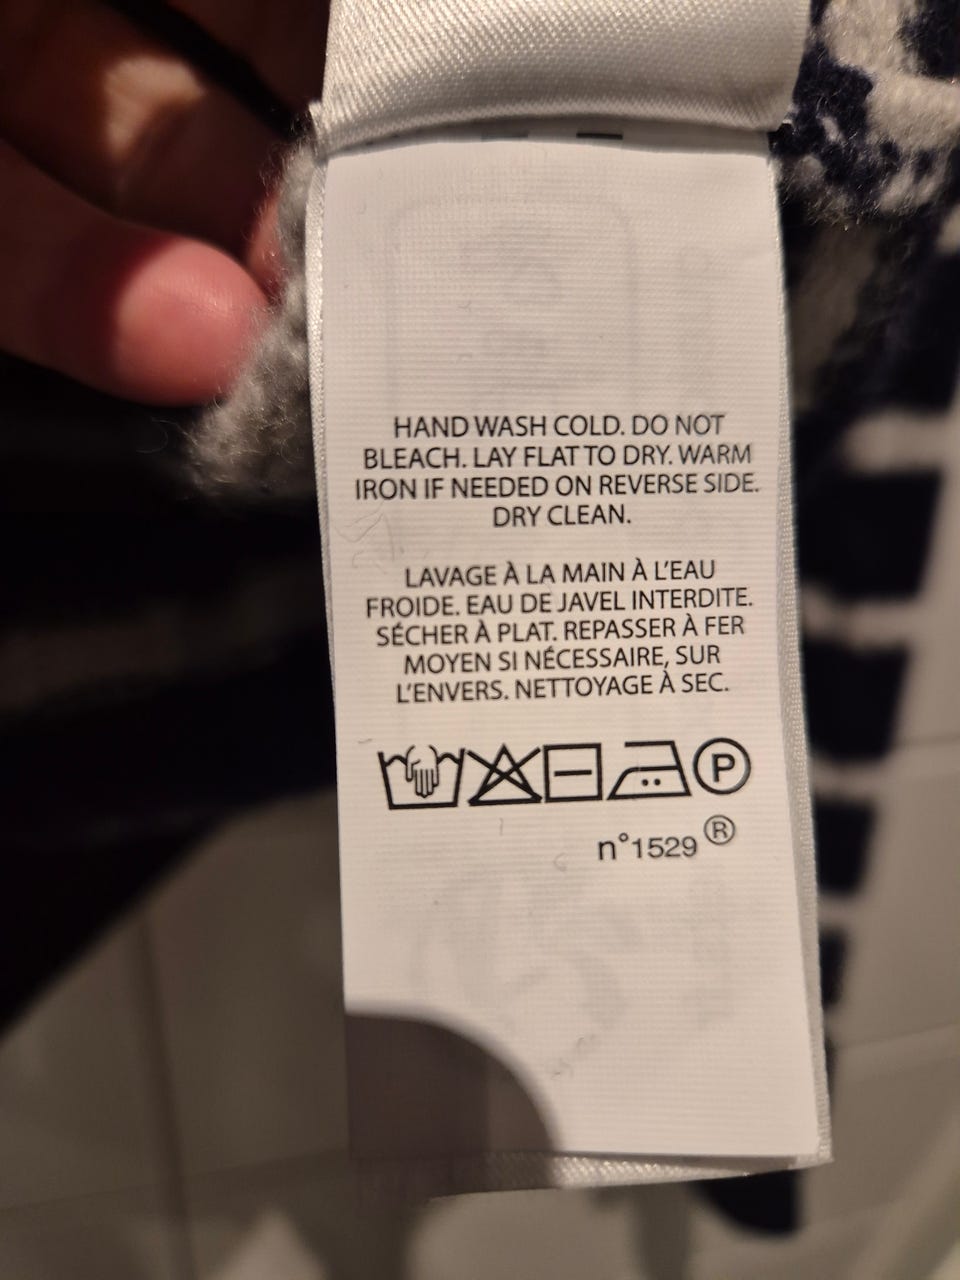 HAND WASH COLD. DO NOT
BLEACH. LAY FLAT TO DRY. WARM
IRON IF NEEDED ON REVERSE SIDE.
DRY CLEAN.
LAVAGE À LA MAIN À L'EAU
FROIDE. EAU DE JAVEL INTERDITE.
SÉCHER À PLAT. REPASSER À FER
MOYEN SI NÉCESSAIRE, SUR
L'ENVERS. NETTOYAGE À SEC.
P
n°1529®